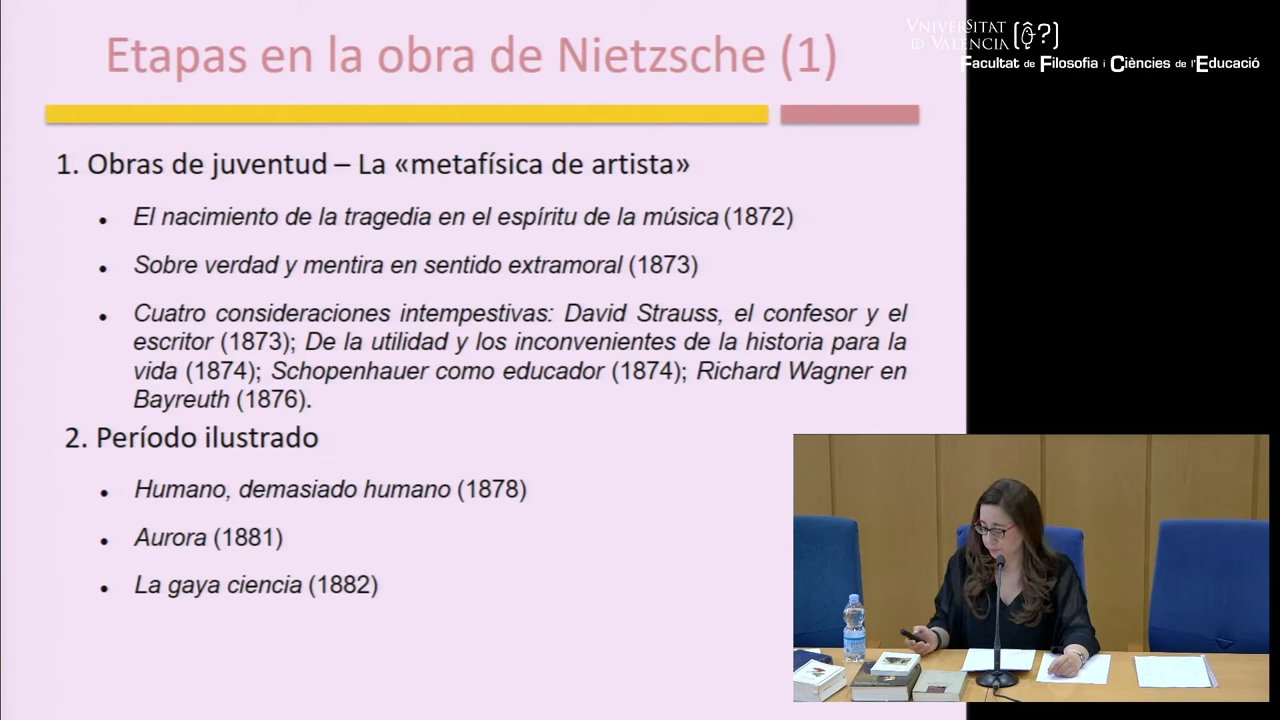 Etapas en la obra de Nietzsche (1)
VNIVERSITAT
D VALÈNCIA (Ô?)
Facultat de Filosofia i Ciències de l'Educació
1. Obras de juventud – La «metafísica de artista»
• El nacimiento de la tragedia en el espíritu de la música (1872)
• Sobre verdad y mentira en sentido extramoral (1873)
• Cuatro consideraciones intempestivas: David Strauss, el confesor y el
escritor (1873); De la utilidad y los inconvenientes de la historia para la
vida (1874); Schopenhauer como educador (1874); Richard Wagner en
Bayreuth (1876).
2. Período ilustrado
• Humano, demasiado humano (1878)
• Aurora (1881)
• La gaya ciencia (1882)